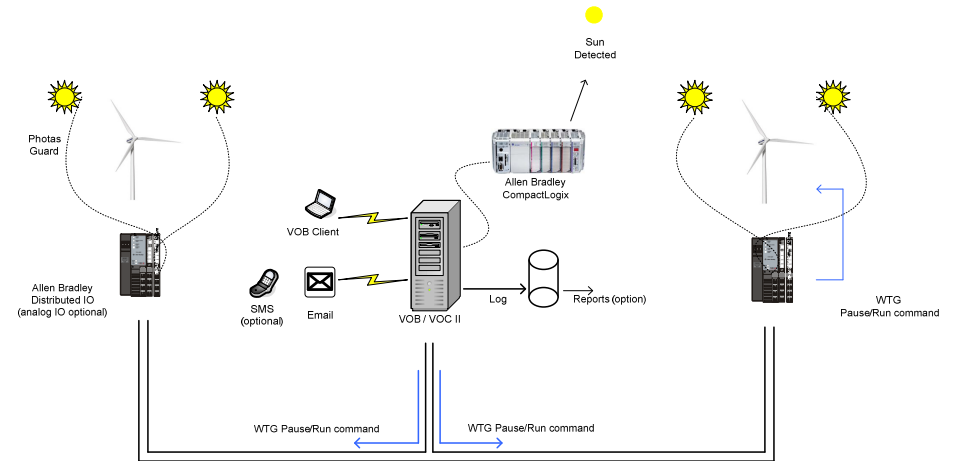 Sun
Detected
Photas
Guard
Allen Bradley
CompactLogix
VOB Client
Allen Bradley
Distributed IO
(analog IO optional)
SMS
(optional)
Email
VOB / VOC II
Log
Reports (option)
WTG
Pause/Run command
WTG Pause/Run command
WTG Pause/Run command